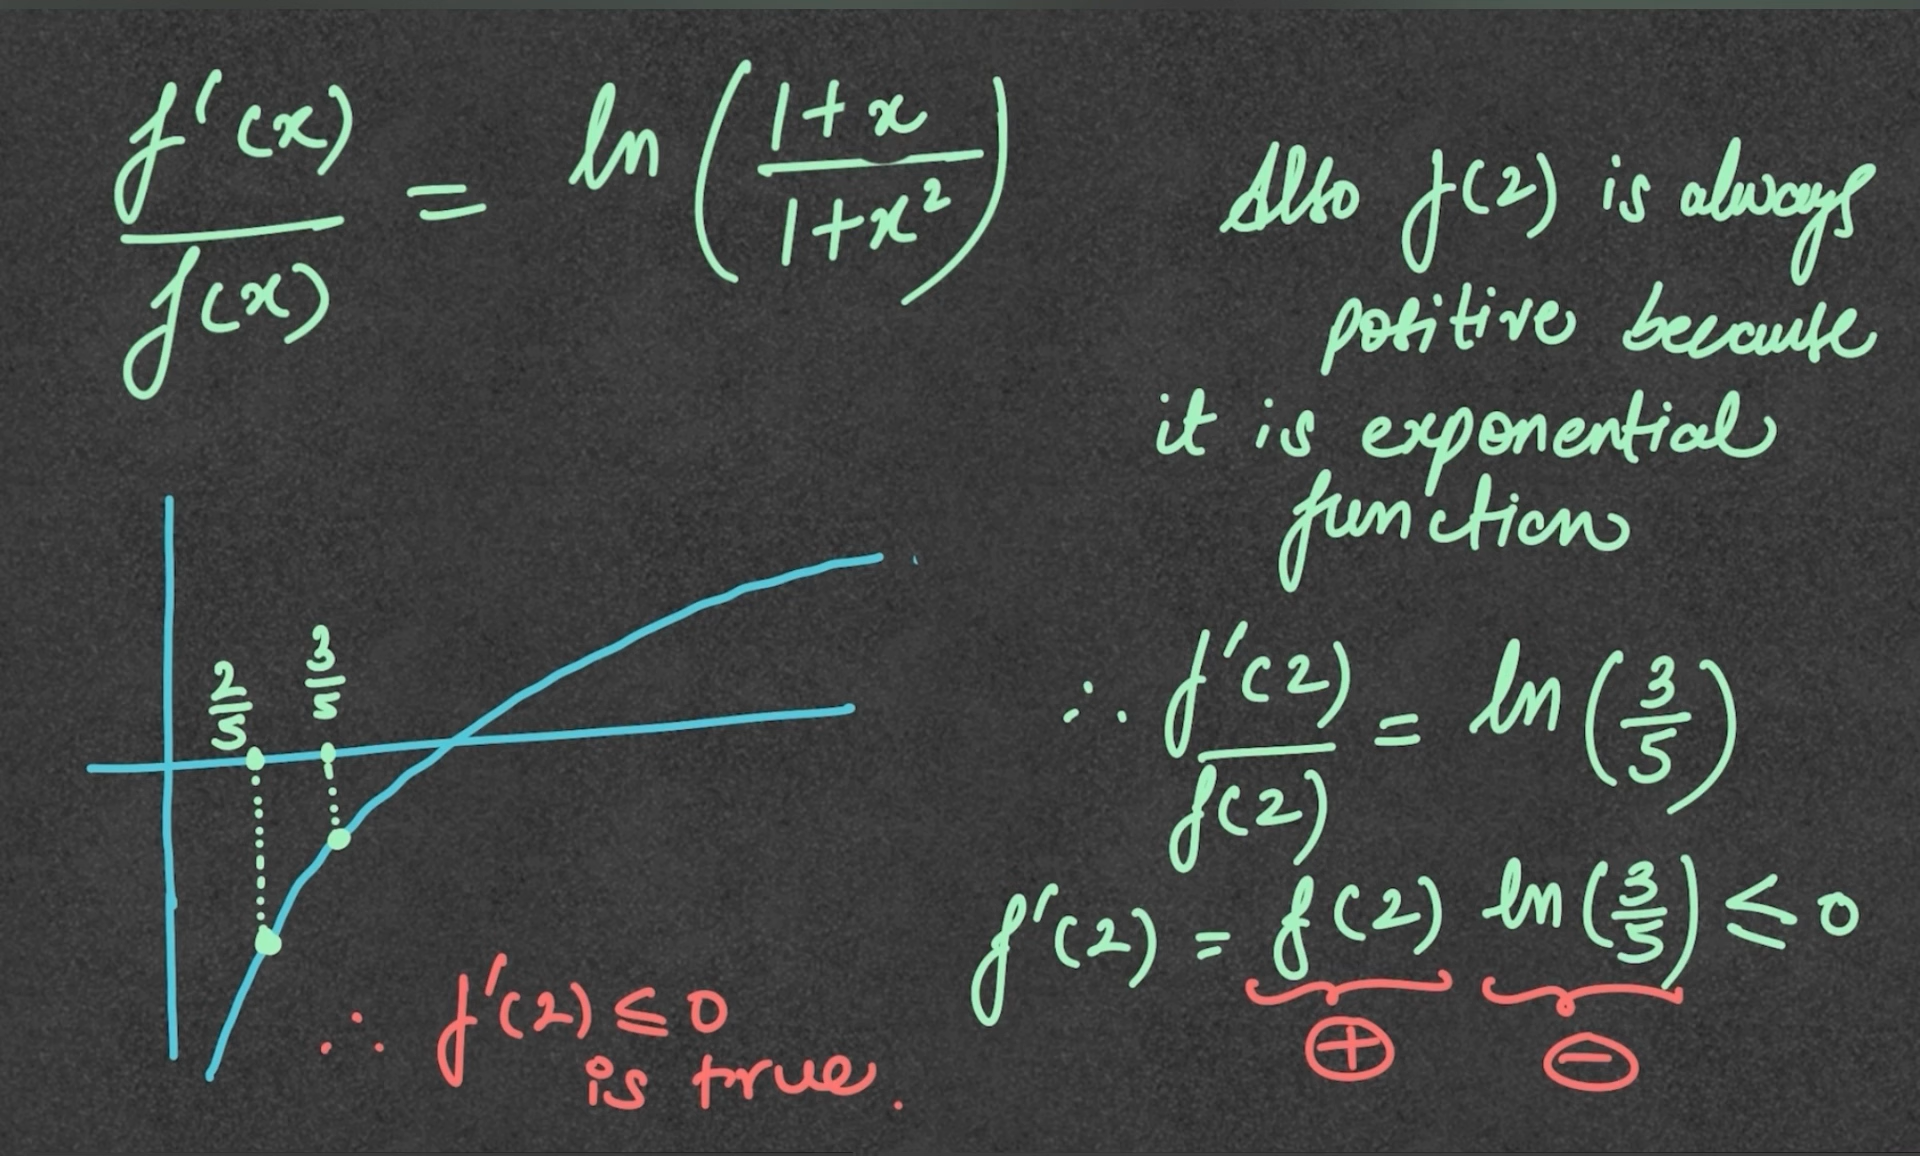 f'(x)/f(x) = ln((1+x)/(1+x²))
Also f(2) is always
positive because
it is exponential
function
2/5 3/5
∴ f'(2)/f(2) = ln(3/5)
f'(2) = f(2) ln(3/5) ≤ 0
⊕ ⊖
∴ f'(2) ≤ 0
is true.